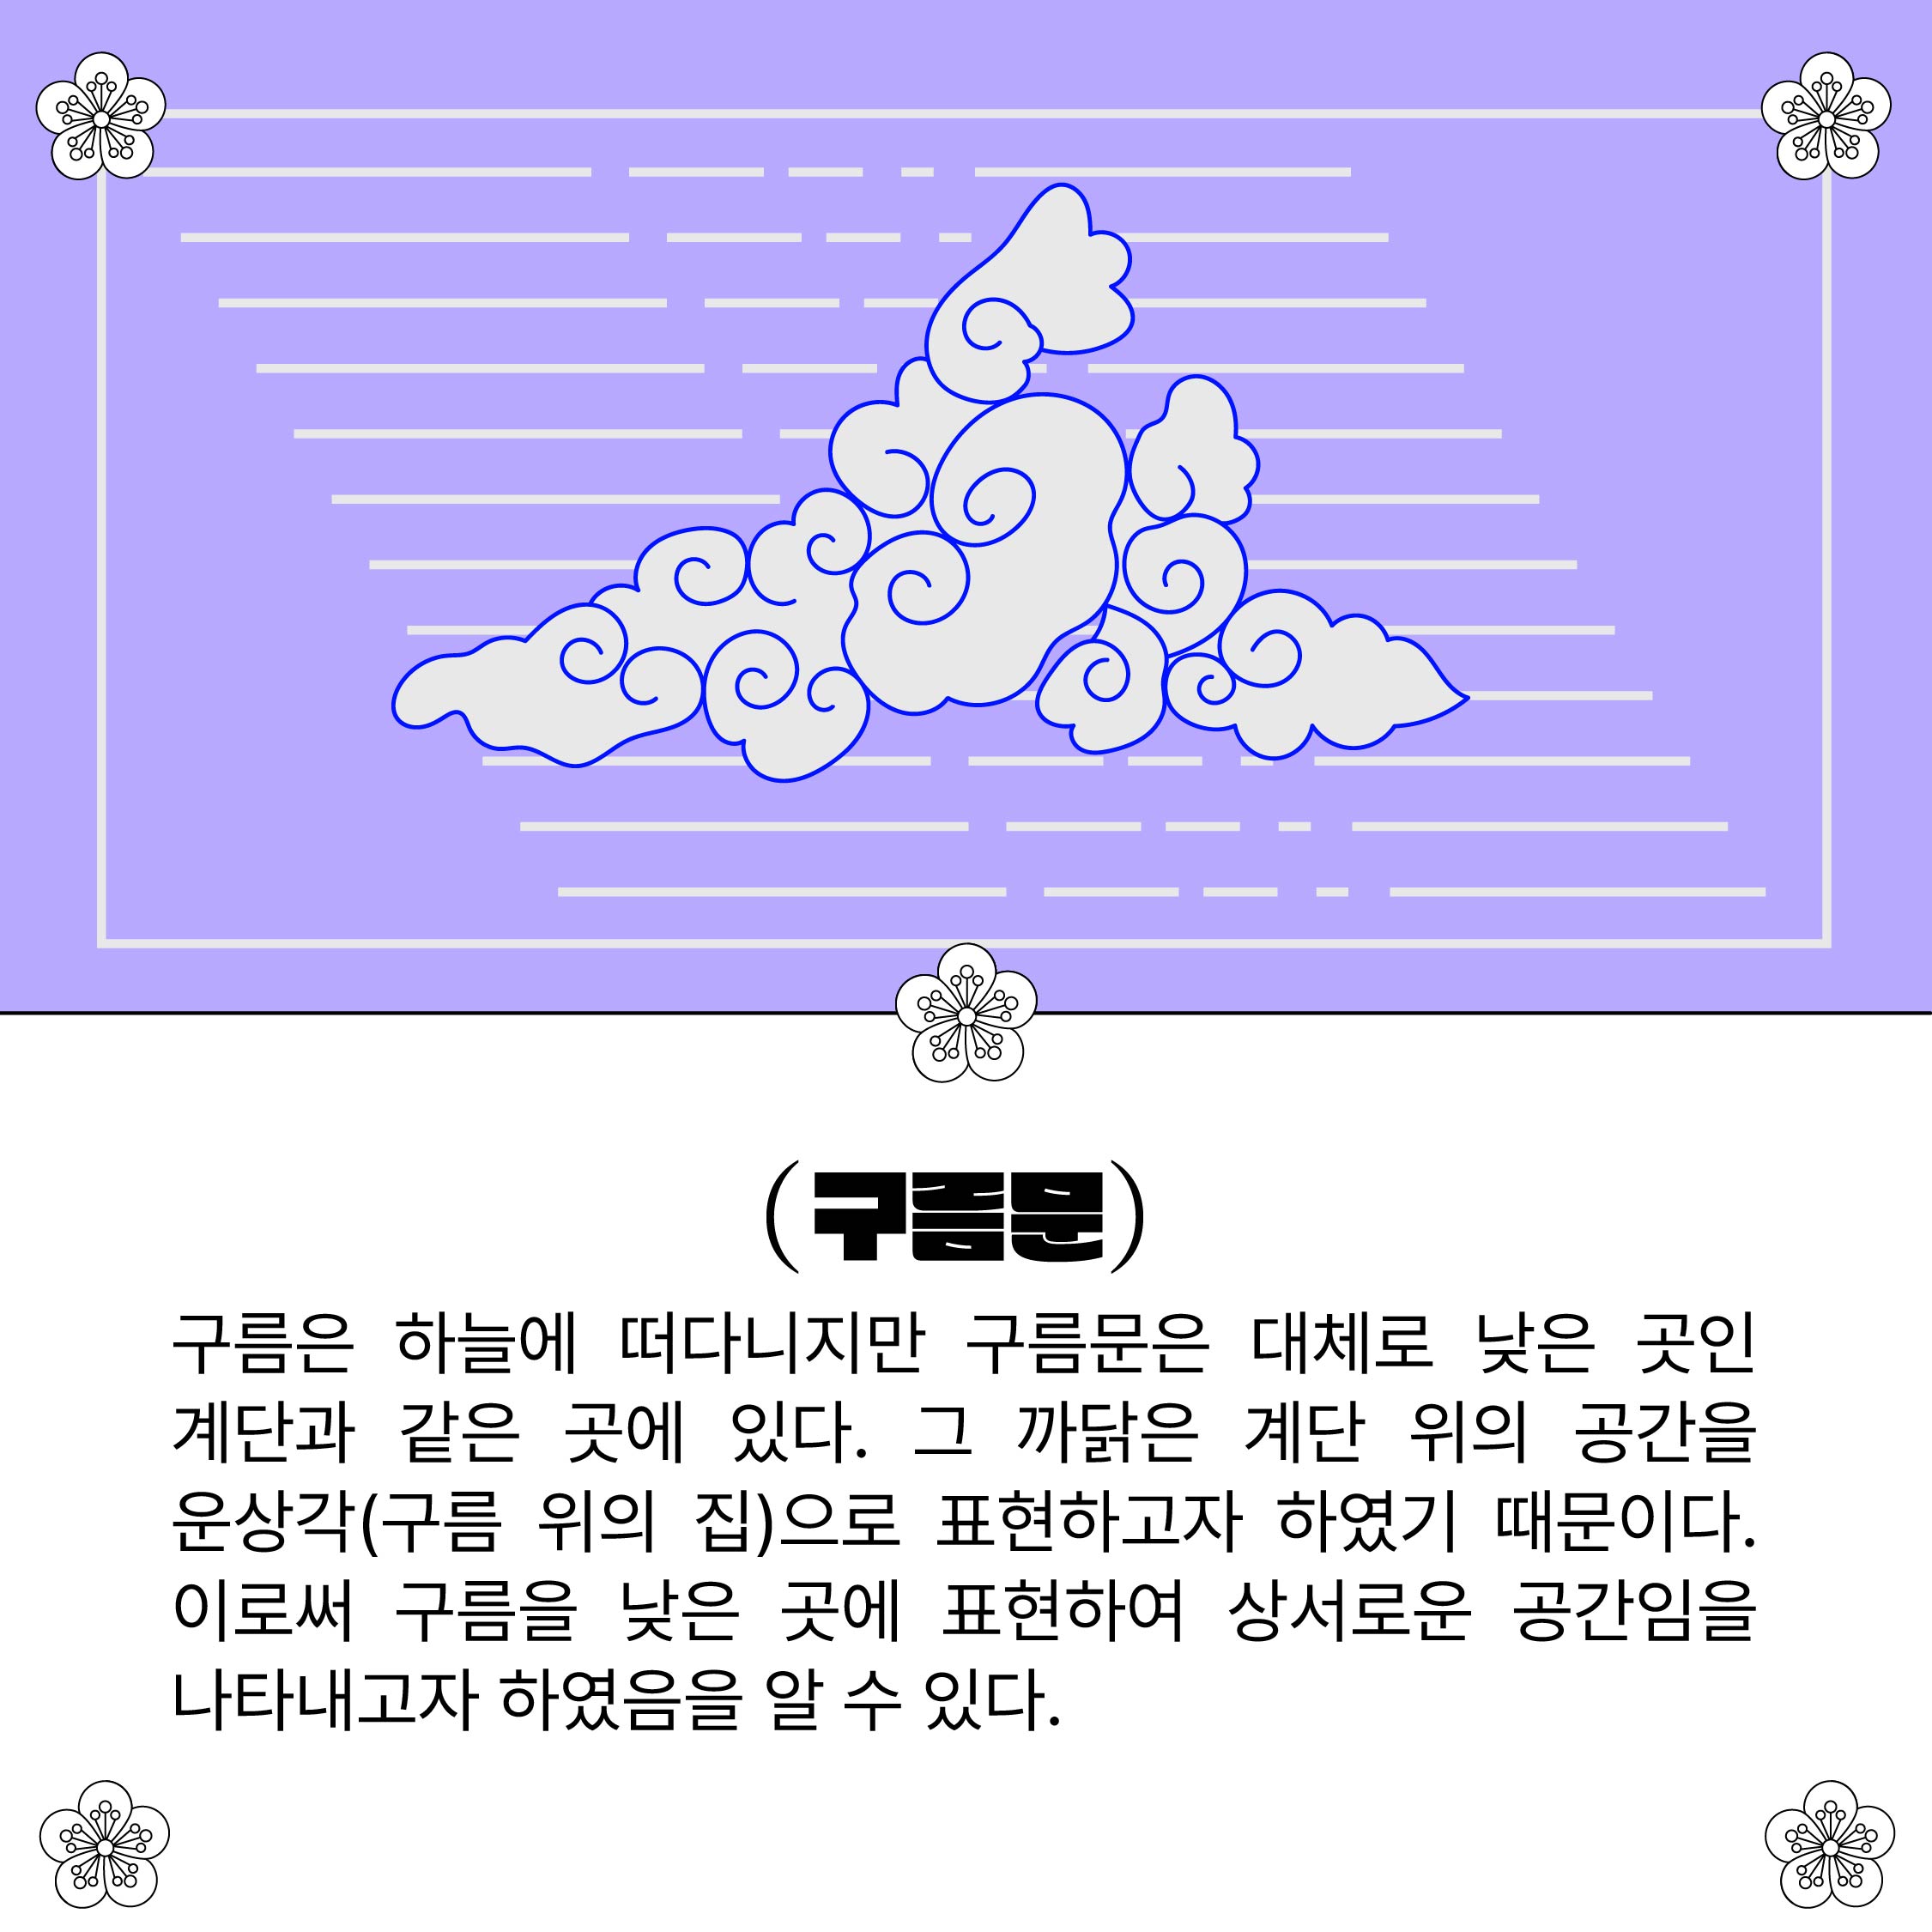 (구름문)
구름은 하늘에 떠다니지만 구름문은 대체로 낮은 곳인
계단과 같은 곳에 있다. 그 까닭은 계단 위의 공간을
운상각(구름 위의 집)으로 표현하고자 하였기 때문이다.
이로써 구름을 낮은 곳에 표현하여 상서로운 공간임을
나타내고자 하였음을 알 수 있다.